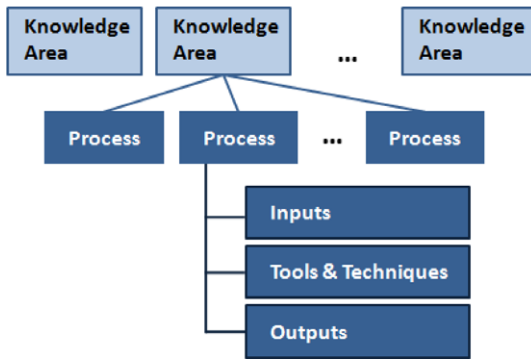 Knowledge
Area
Knowledge
Area
...
Knowledge
Area
Process
Process
...
Process
Inputs
Tools & Techniques
Outputs